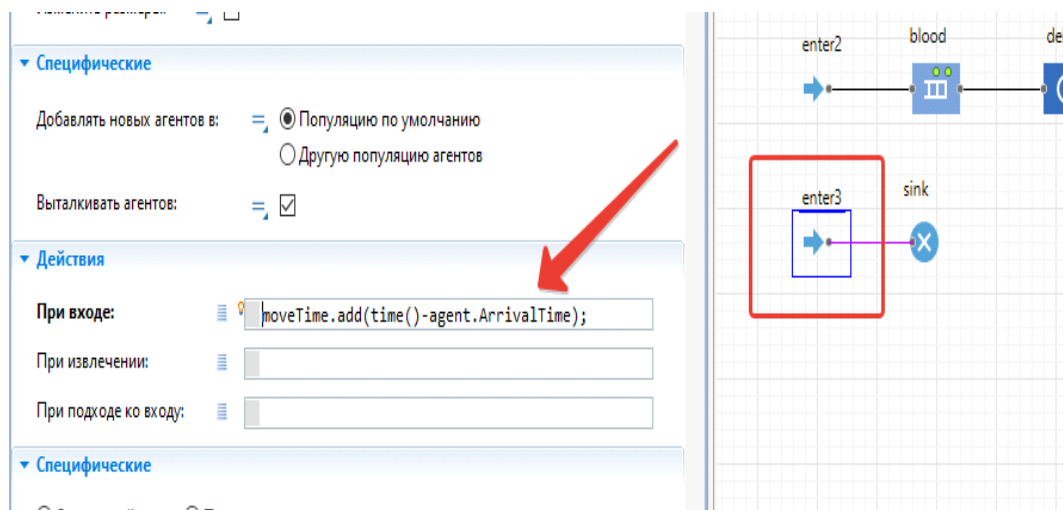 Специфические
Добавлять новых агентов в:
Популяцию по умолчанию
Другую популяцию агентов
Выталкивать агентов:
Действия
При входе:
moveTime.add(time()-agent.ArrivalTime);
При извлечении:
При подходе ко входу:
Специфические
enter2
blood
enter3
sink